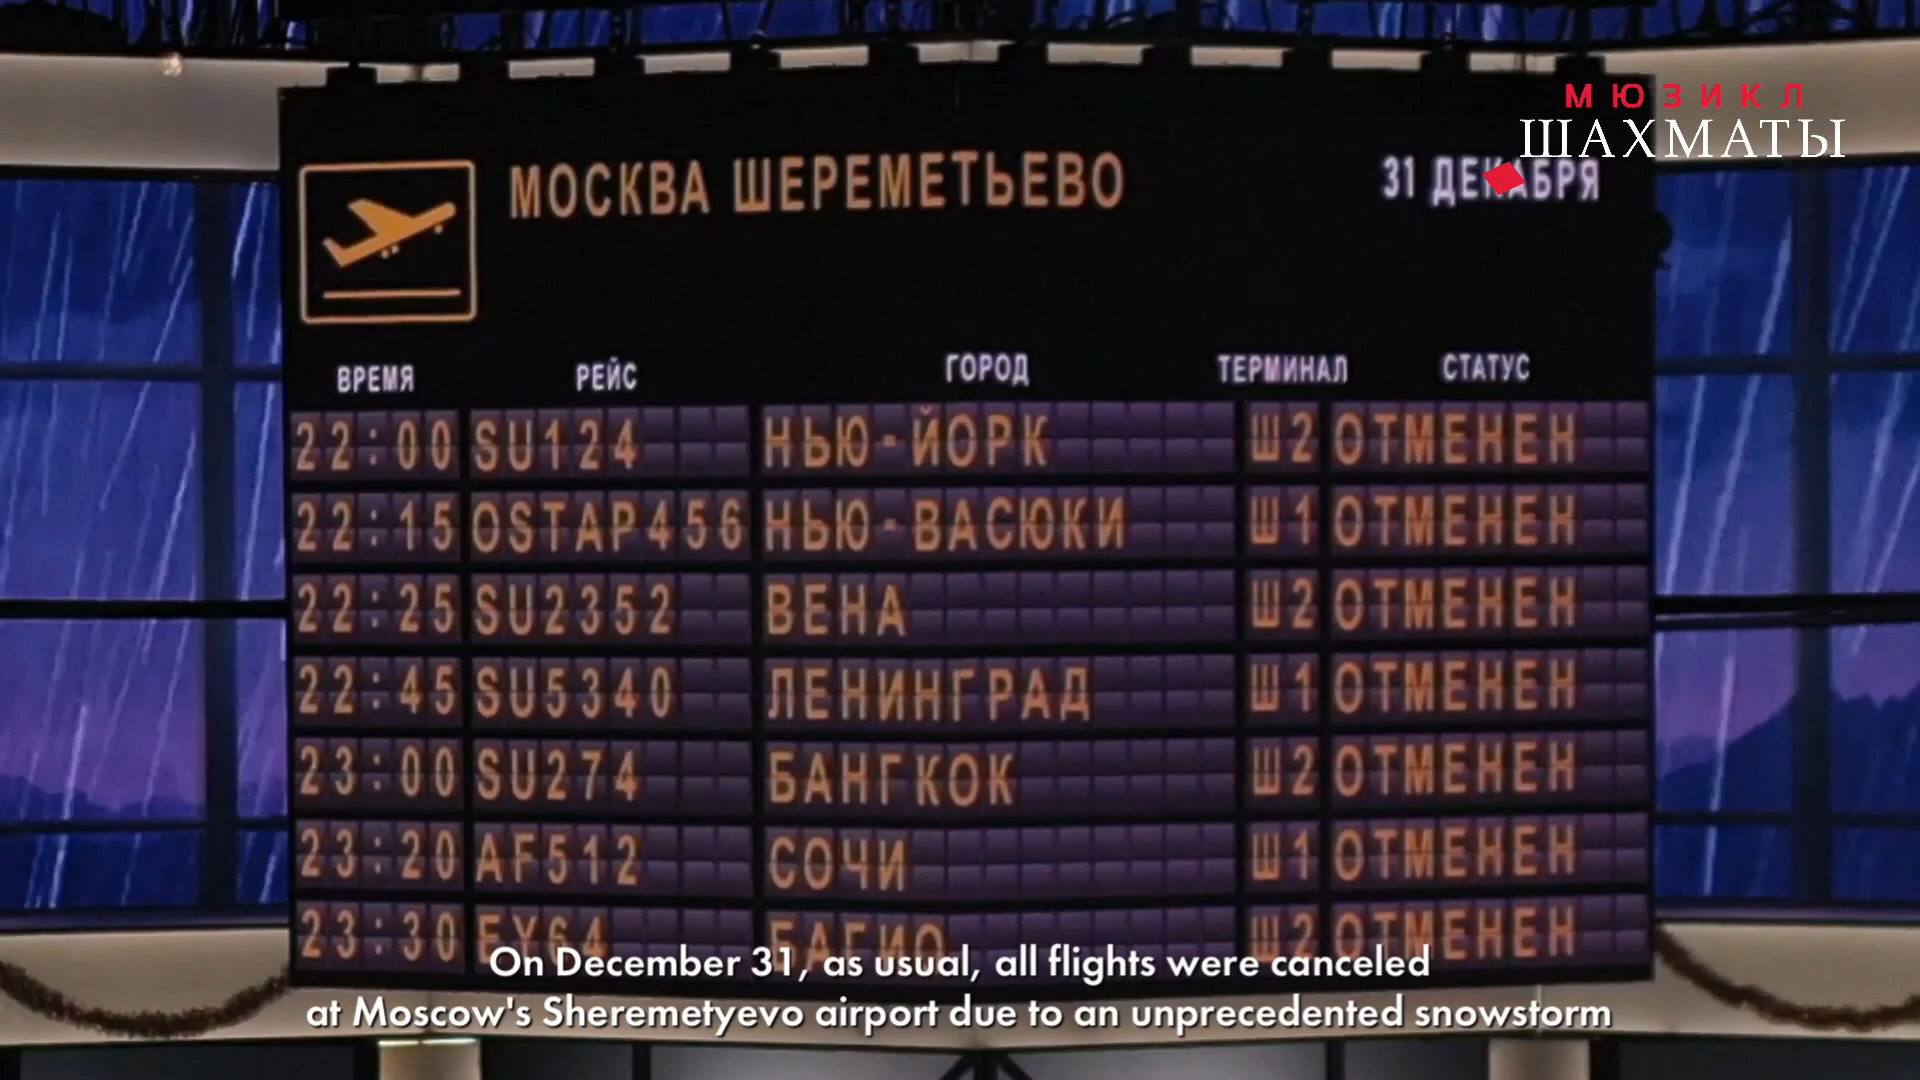 МЮЗИКЛ
ШАХМАТЫ
МОСКВА ШЕРЕМЕТЬЕВО 31 ДЕКАБРЯ
ВРЕМЯ РЕЙС ГОРОД ТЕРМИНАЛ СТАТУС
22:00 SU124 НЬЮ-ЙОРК Ш2 ОТМЕНЕН
22:15 OSTAP456 НЬЮ-ВАСЮКИ Ш1 ОТМЕНЕН
22:25 SU2352 ВЕНА Ш2 ОТМЕНЕН
22:45 SU5340 ЛЕНИНГРАД Ш1 ОТМЕНЕН
23:00 SU274 БАНГКОК Ш2 ОТМЕНЕН
23:20 AF512 СОЧИ Ш1 ОТМЕНЕН
23:30 EY64 БАГИО Ш2 ОТМЕНЕН
On December 31, as usual, all flights were canceled
at Moscow's Sheremetyevo airport due to an unprecedented snowstorm